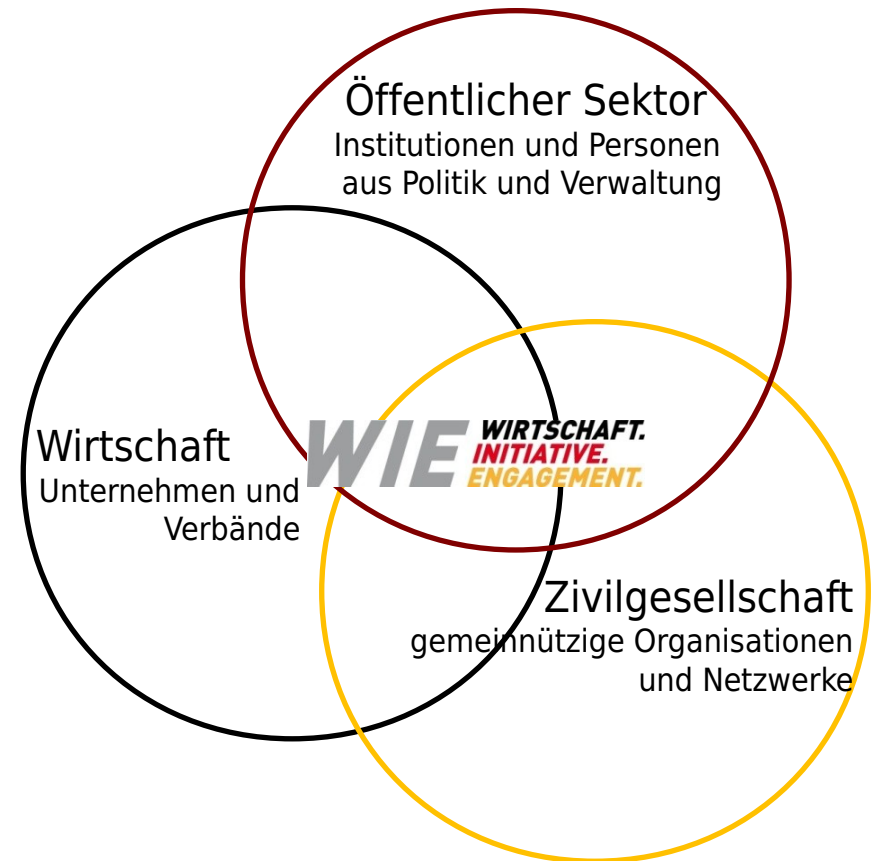 Öffentlicher Sektor
Institutionen und Personen
aus Politik und Verwaltung
Wirtschaft
Unternehmen und
Verbände
WIE
WIRTSCHAFT.
INITIATIVE.
ENGAGEMENT.
Zivilgesellschaft
gemeinnützige Organisationen
und Netzwerke